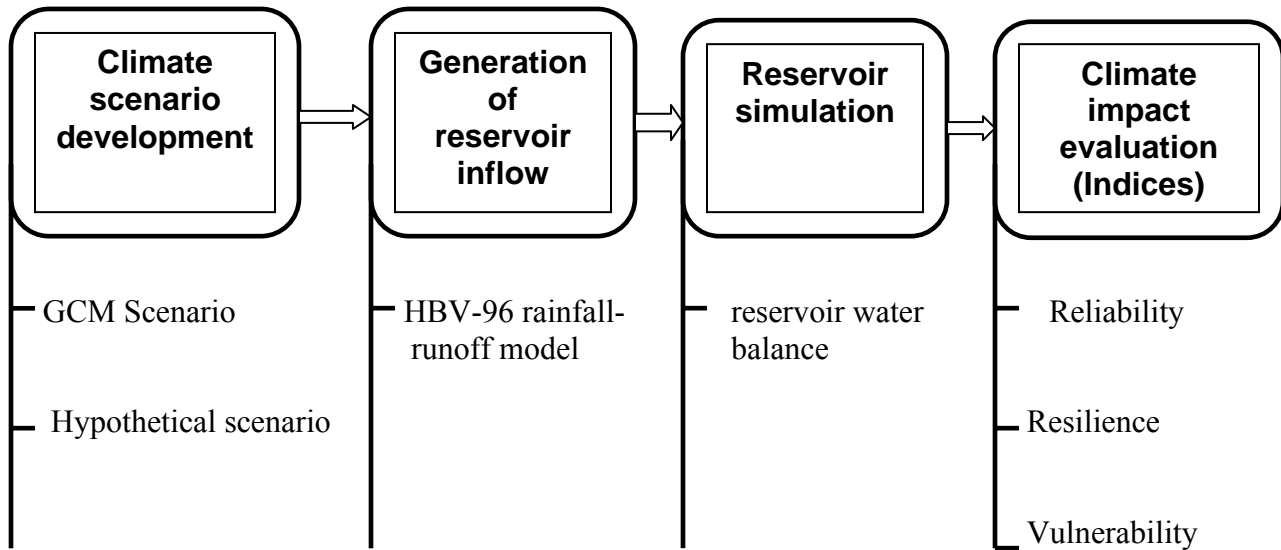 Climate
scenario
development
Generation
of
reservoir
inflow
Reservoir
simulation
Climate
impact
evaluation
(Indices)
GCM Scenario
Hypothetical scenario
HBV-96 rainfall-
runoff model
reservoir water
balance
Reliability
Resilience
Vulnerability